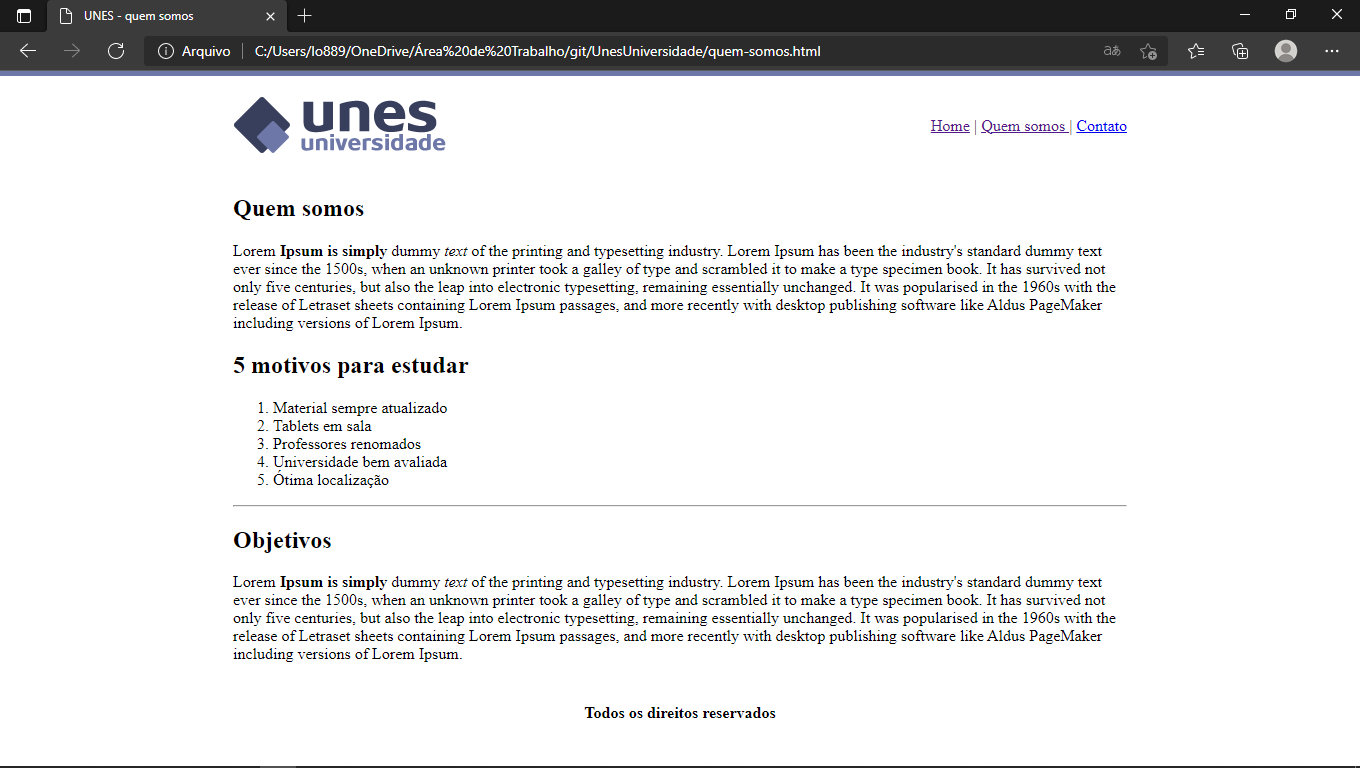 UNES - quem somos
Arquivo C:/Users/lo889/OneDrive/Área%20de%20Trabalho/git/UnesUniversidade/quem-somos.html aあ
unes
universidade
Home | Quem somos | Contato
Quem somos
Lorem Ipsum is simply dummy text of the printing and typesetting industry. Lorem Ipsum has been the industry's standard dummy text
ever since the 1500s, when an unknown printer took a galley of type and scrambled it to make a type specimen book. It has survived not
only five centuries, but also the leap into electronic typesetting, remaining essentially unchanged. It was popularised in the 1960s with the
release of Letraset sheets containing Lorem Ipsum passages, and more recently with desktop publishing software like Aldus PageMaker
including versions of Lorem Ipsum.
5 motivos para estudar
1. Material sempre atualizado
2. Tablets em sala
3. Professores renomados
4. Universidade bem avaliada
5. Ótima localização
Objetivos
Lorem Ipsum is simply dummy text of the printing and typesetting industry. Lorem Ipsum has been the industry's standard dummy text
ever since the 1500s, when an unknown printer took a galley of type and scrambled it to make a type specimen book. It has survived not
only five centuries, but also the leap into electronic typesetting, remaining essentially unchanged. It was popularised in the 1960s with the
release of Letraset sheets containing Lorem Ipsum passages, and more recently with desktop publishing software like Aldus PageMaker
including versions of Lorem Ipsum.
Todos os direitos reservados